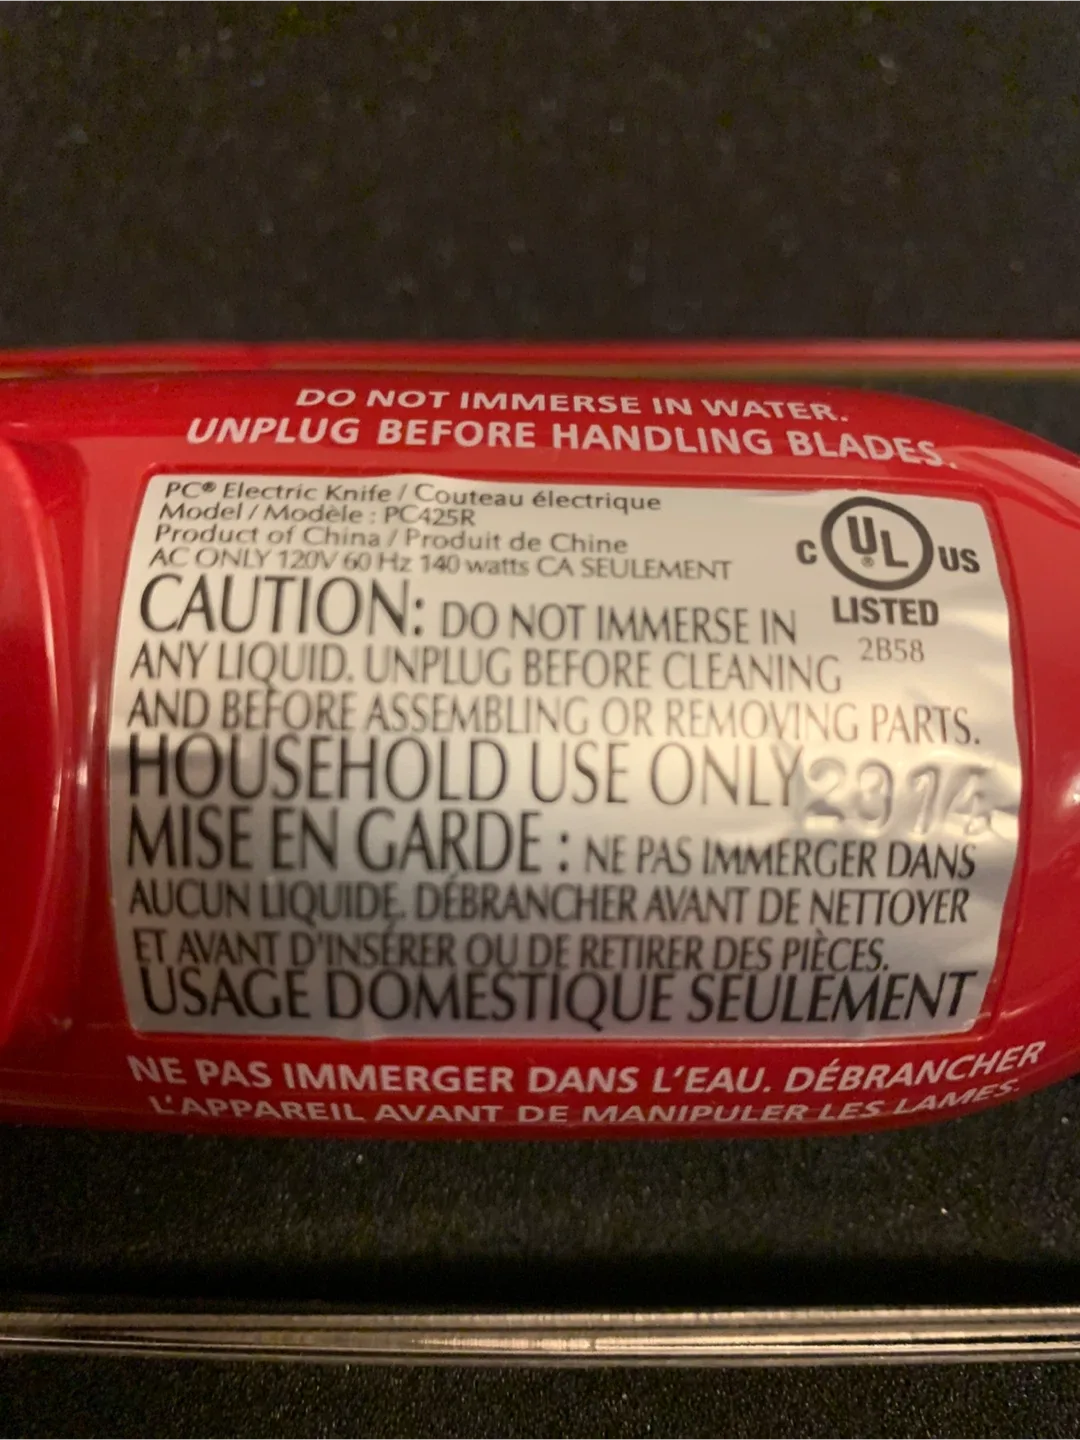 DO NOT IMMERSE IN WATER.
UNPLUG BEFORE HANDLING BLADES.
PC® Electric Knife / Couteau électrique
Model / Modèle : PC425R
Product of China / Produit de Chine
AC ONLY 120V 60 Hz 140 watts CA SEULEMENT
C UL® US
LISTED
2B58
CAUTION: DO NOT IMMERSE IN
ANY LIQUID. UNPLUG BEFORE CLEANING
AND BEFORE ASSEMBLING OR REMOVING PARTS.
HOUSEHOLD USE ONLY
MISE EN GARDE : NE PAS IMMERGER DANS
AUCUN LIQUIDE. DÉBRANCHER AVANT DE NETTOYER
ET AVANT D'INSÉRER OU DE RETIRER DES PIÈCES.
USAGE DOMESTIQUE SEULEMENT
NE PAS IMMERGER DANS L'EAU. DÉBRANCHER
L'APPAREIL AVANT DE MANIPULER LES LAMES.